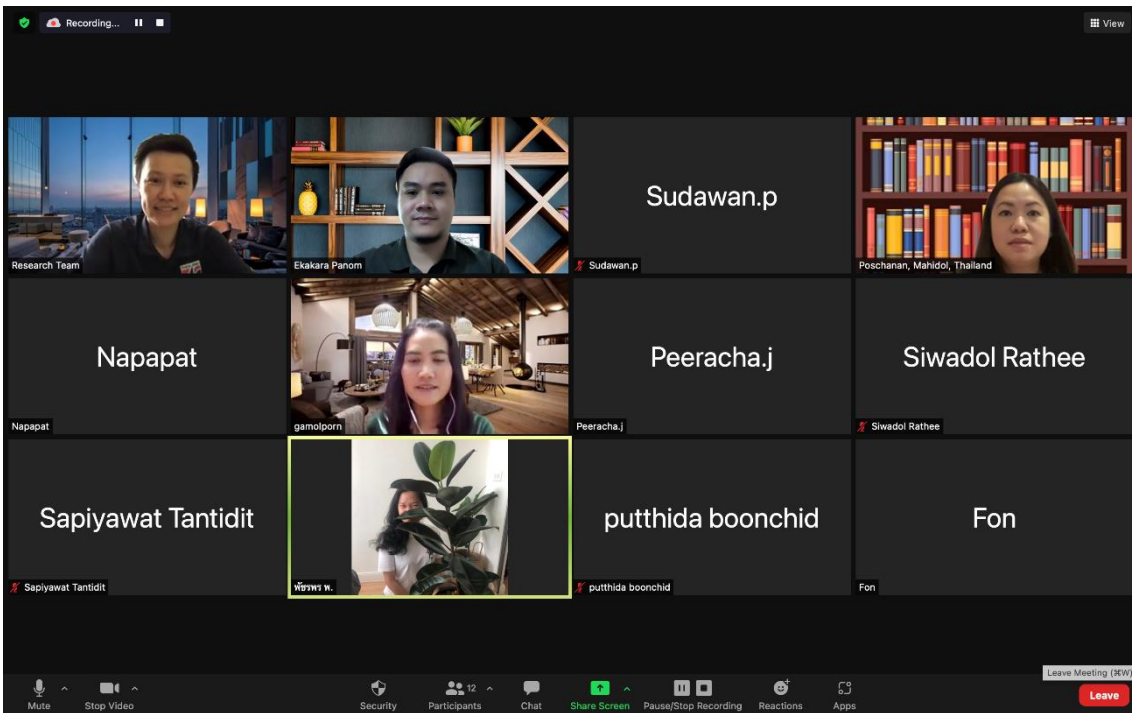 Recording...
View
Research Team
Ekakara Panom
Sudawan.p
Sudawan.p
Poschanan, Mahidol, Thailand
Napapat
Napapat
gamolporn
Peeracha.j
Peeracha.j
Siwadol Rathee
Siwadol Rathee
Sapiyawat Tantidit
Sapiyawat Tantidit
พัชรพร พ.
putthida boonchid
putthida boonchid
Fon
Fon
Leave Meeting (⌘W)
Mute
Stop Video
Security
12
Participants
Chat
Share Screen
Pause/Stop Recording
Reactions
Apps
Leave